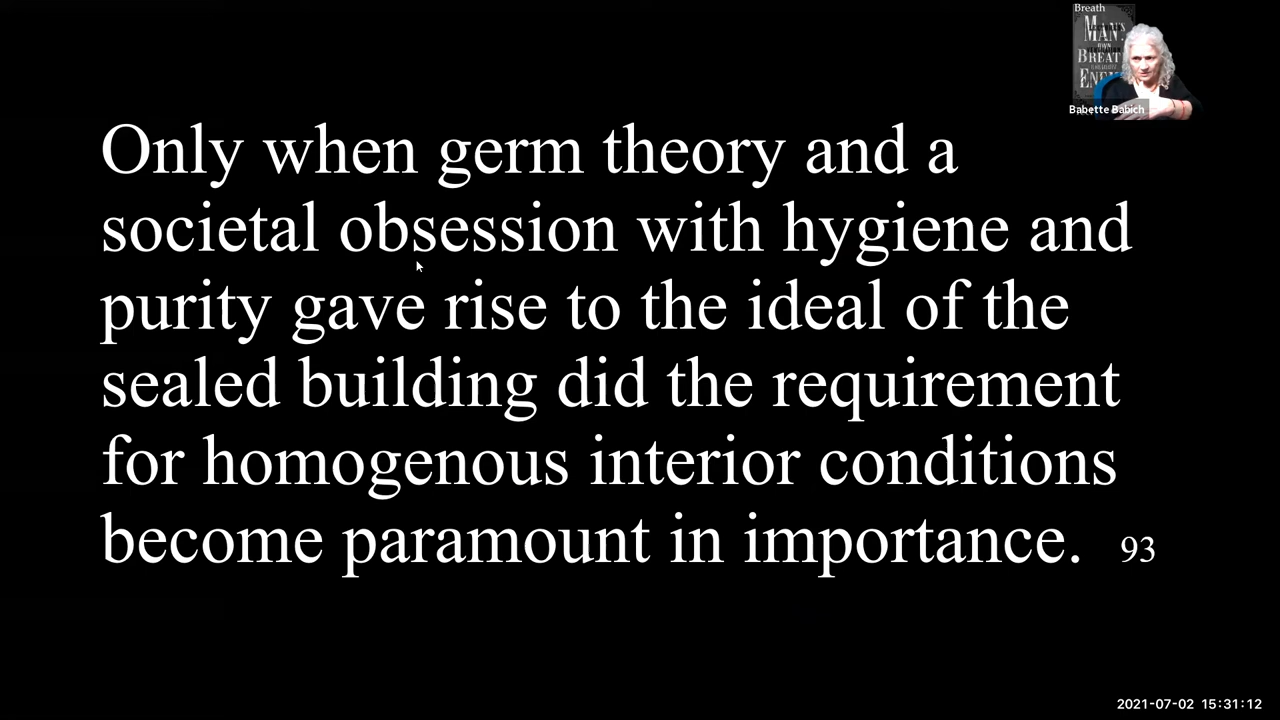 Breath
MAN'S
BREATH
Babette Babich
Only when germ theory and a
societal obsession with hygiene and
purity gave rise to the ideal of the
sealed building did the requirement
for homogenous interior conditions
become paramount in importance. 93
2021-07-02 15:31:12